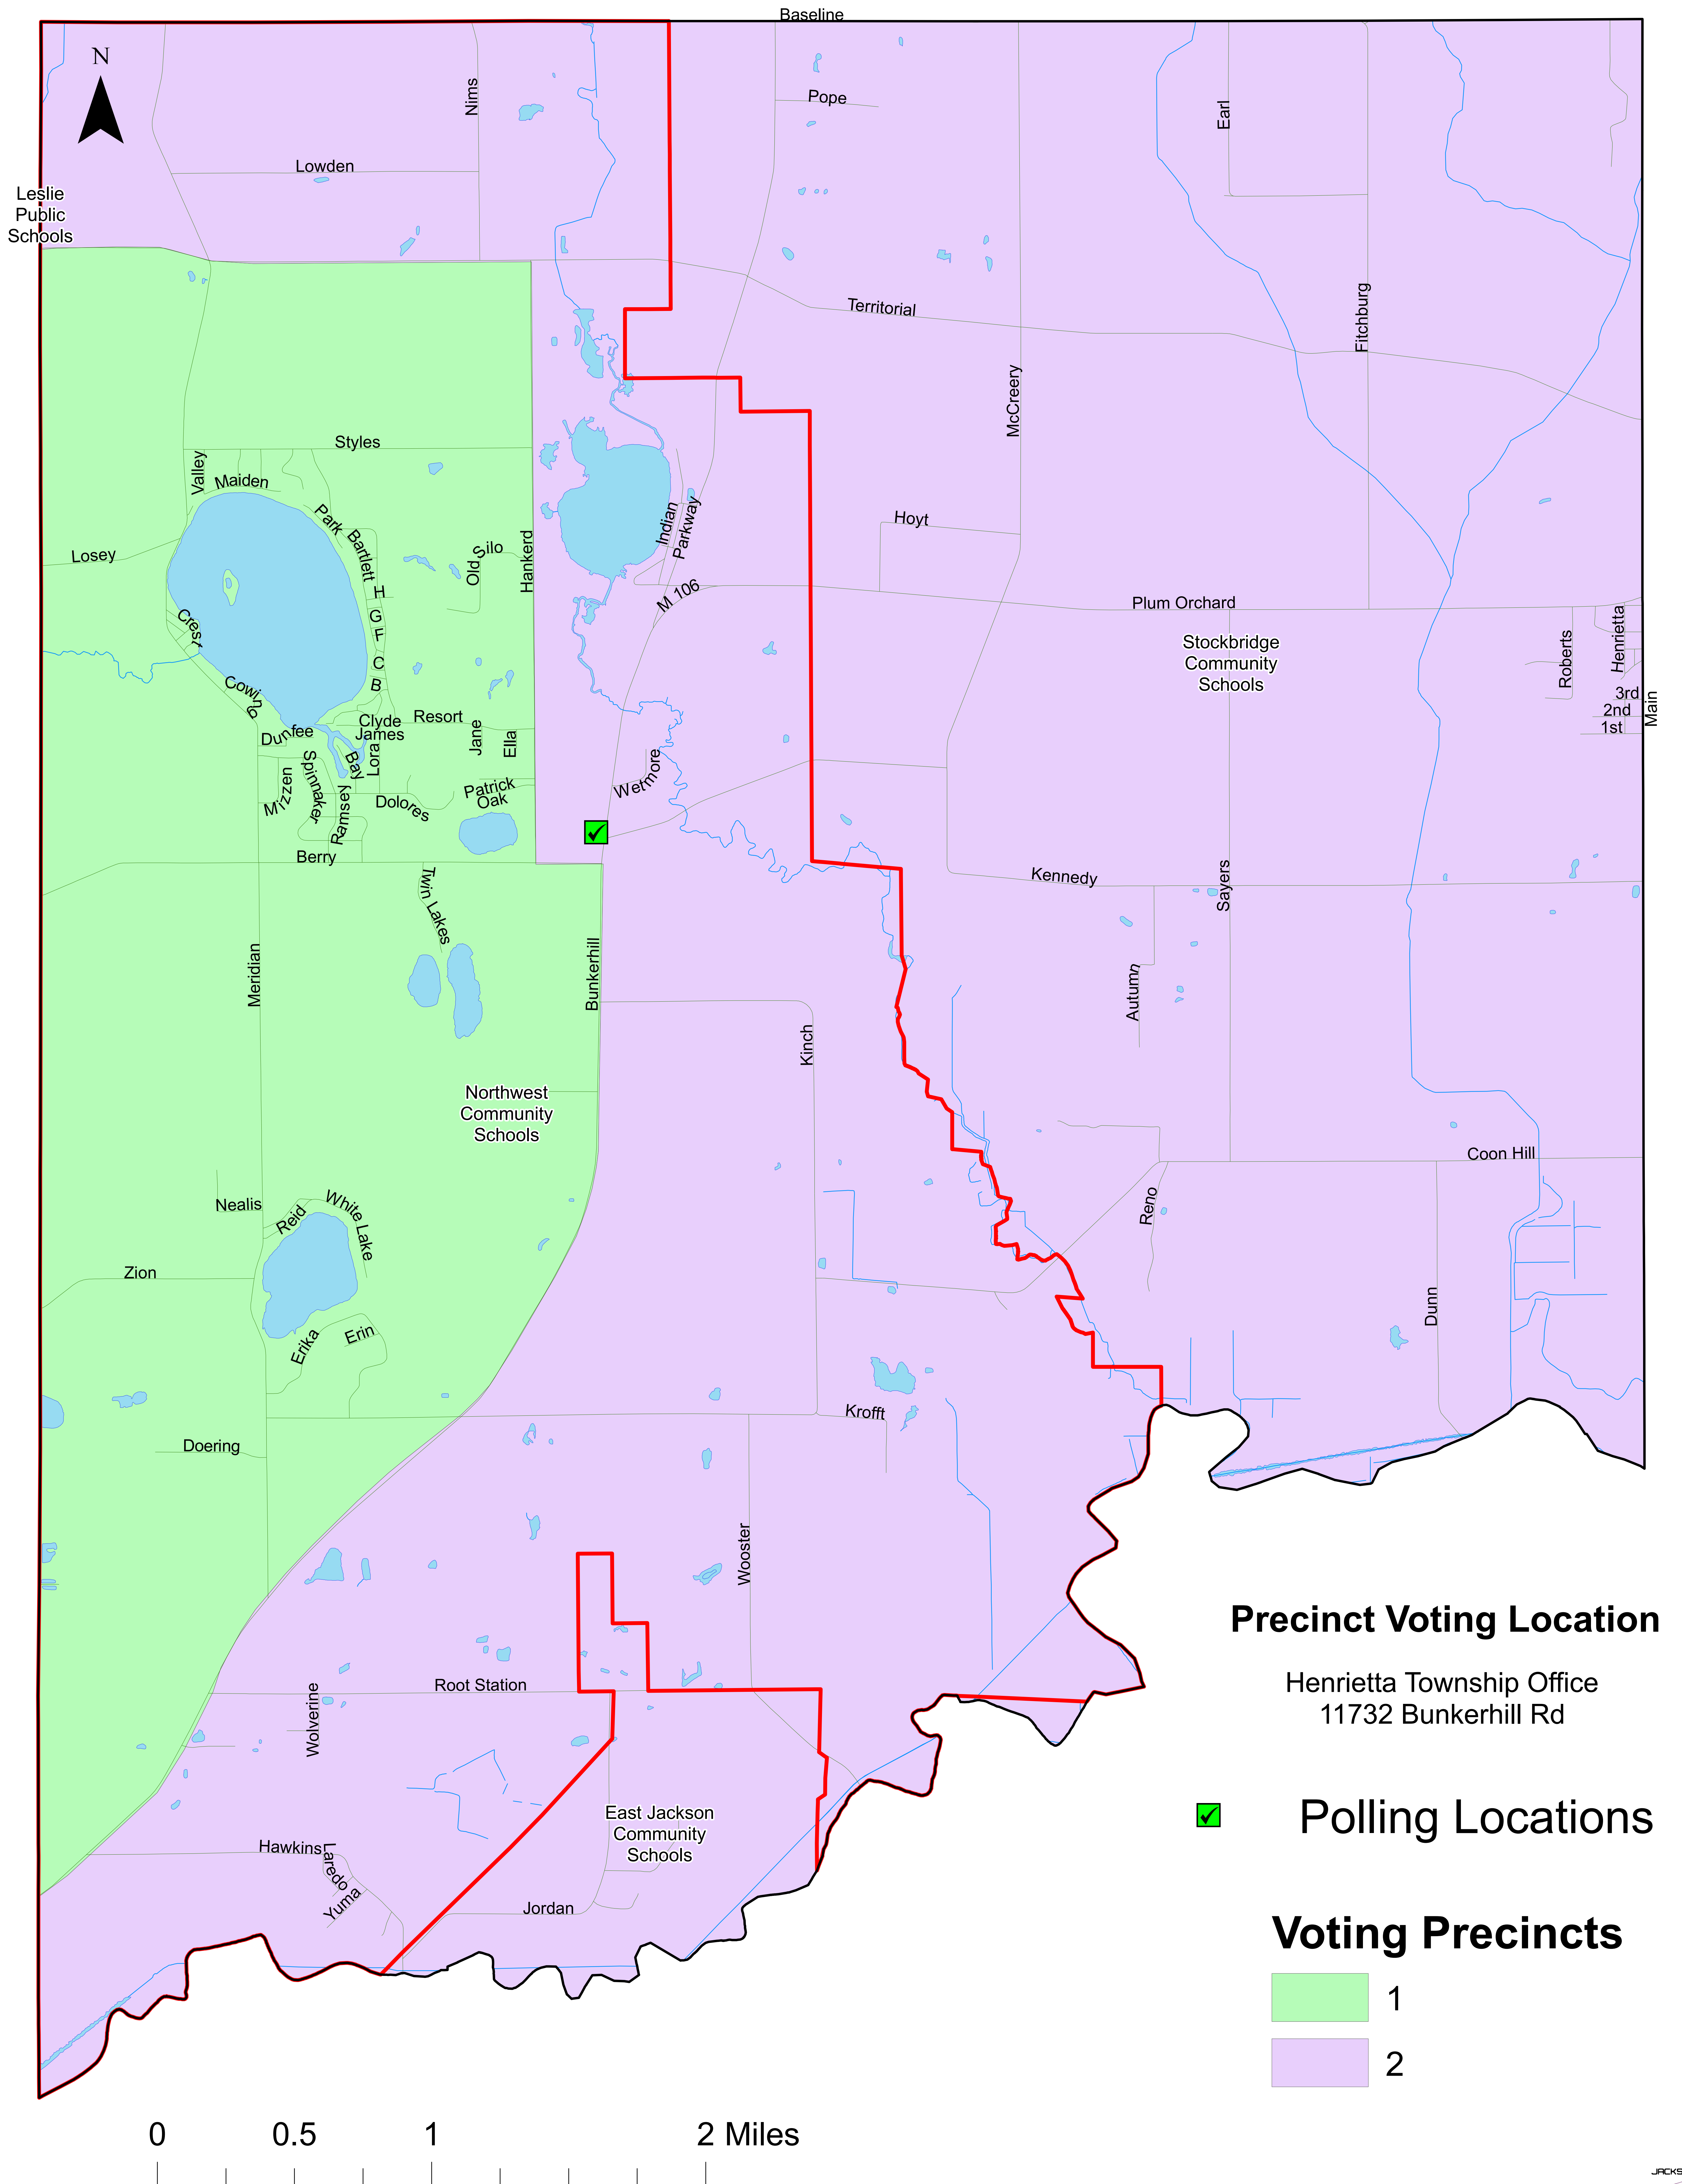 Baseline
N
Nims
Pope
Earl
Lowden
Leslie
Public
Schools
Territorial
Fitchburg
McCreery
Styles
Valley
Maiden
Park
Bartlett
Indian
Parkway
Hoyt
Losey
Old Silo
Hankerd
H
G
F
C
B
M 106
Plum Orchard
Crest
Stockbridge
Community
Schools
Roberts
Henrietta
3rd
2nd
1st
Main
Cowing
Dunfee
Clyde
James
Resort
Jane
Ella
Lora
Bay
Mizzen
Spinnaker
Ramsey
Dolores
Patrick
Oak
Wetmore
Berry
Twin Lakes
Kennedy
Sayers
Meridian
Bunkerhill
Kinch
Autumn
Northwest
Community
Schools
Coon Hill
Nealis
Reid
White Lake
Reno
Zion
Erika
Erin
Dunn
Krofft
Doering
Wooster
Root Station
Wolverine
East Jackson
Community
Schools
Hawkins
Laredo
Yuma
Jordan
Precinct Voting Location
Henrietta Township Office
11732 Bunkerhill Rd
Polling Locations
Voting Precincts
1
2
0 0.5 1 2 Miles
JACKS